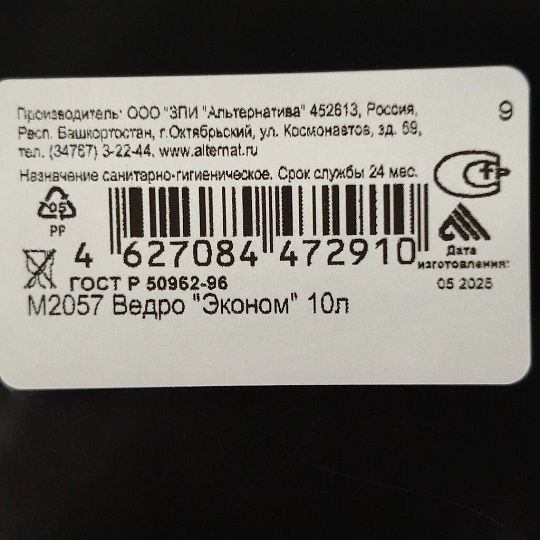 Производитель: ООО "ЗПИ "Альтернатива" 452613, Россия,
Респ. Башкортостан, г.Октябрьский, ул. Космонавтов, зд. 59,
тел. (34767) 3-22-44, www.alternat.ru
9
Назначение санитарно-гигиеническое. Срок службы 24 мес.
05
PP
4 627084 472910
Дата
изготовления:
05 2025
ГОСТ Р 50962-96
М2057 Ведро "Эконом" 10л